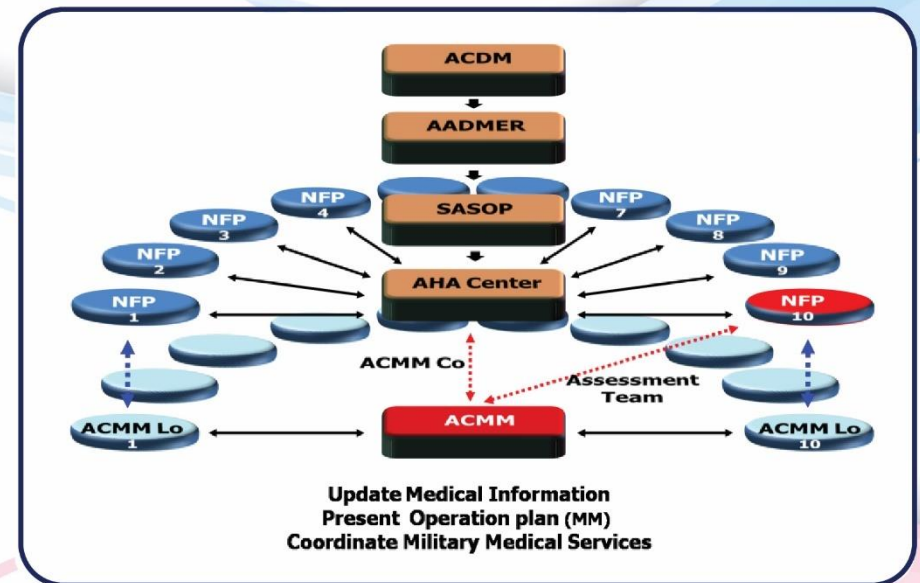 ACDM
AADMER
NFP
4
SASOP
NFP
7
NFP
3
NFP
8
NFP
2
NFP
9
AHA Center
NFP
1
NFP
10
ACMM Co
Assessment
Team
ACMM Lo
1
ACMM
ACMM Lo
10
Update Medical Information
Present Operation plan (MM)
Coordinate Military Medical Services